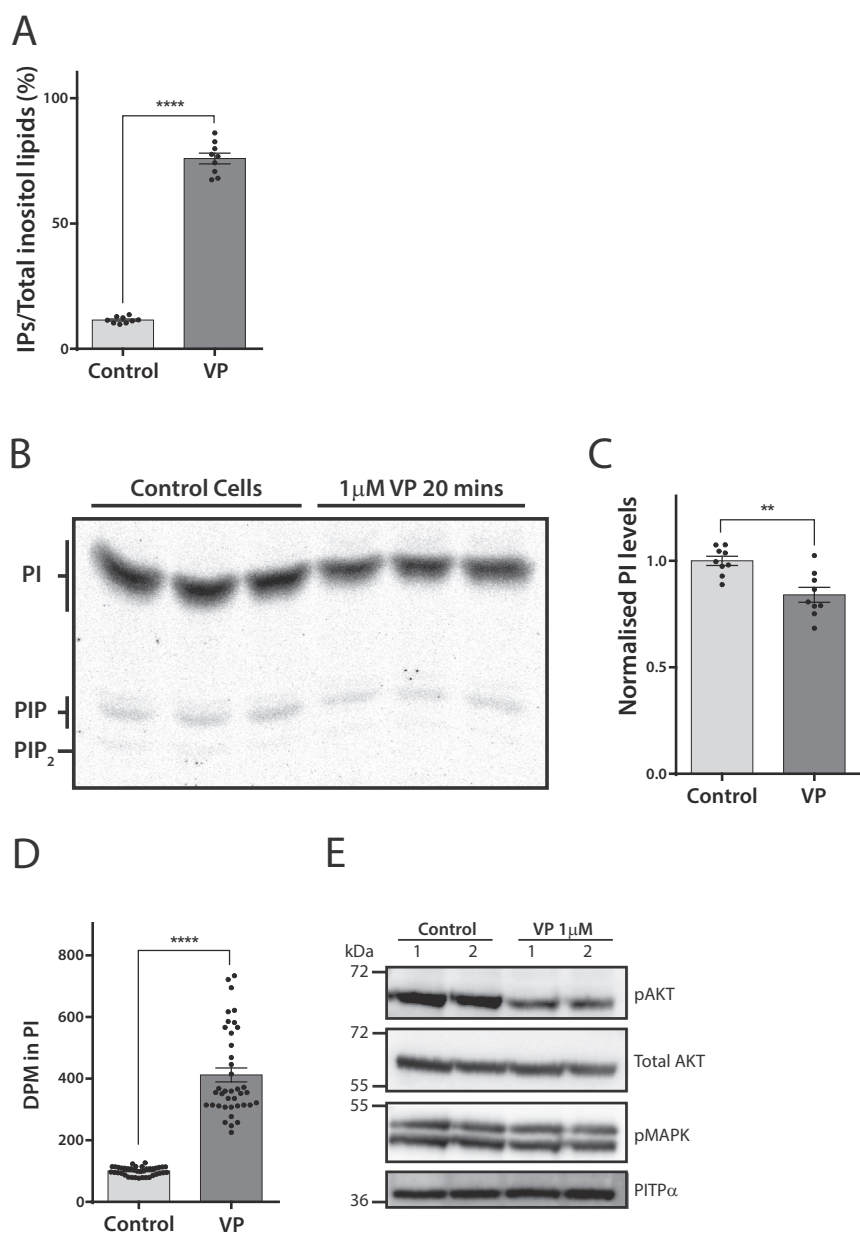 A
IPs/Total inositol lipids (%)
100
50
0
****
Control VP
B
Control Cells 1μM VP 20 mins
PI
PIP
PIP2
C
Normalised PI levels
1.0
0.5
0.0
**
Control VP
D
DPM in PI
800
600
400
200
0
****
Control VP
E
Control VP 1μM
kDa 1 2 1 2
72
pAKT
72
Total AKT
55
55
pMAPK
PITPα
36